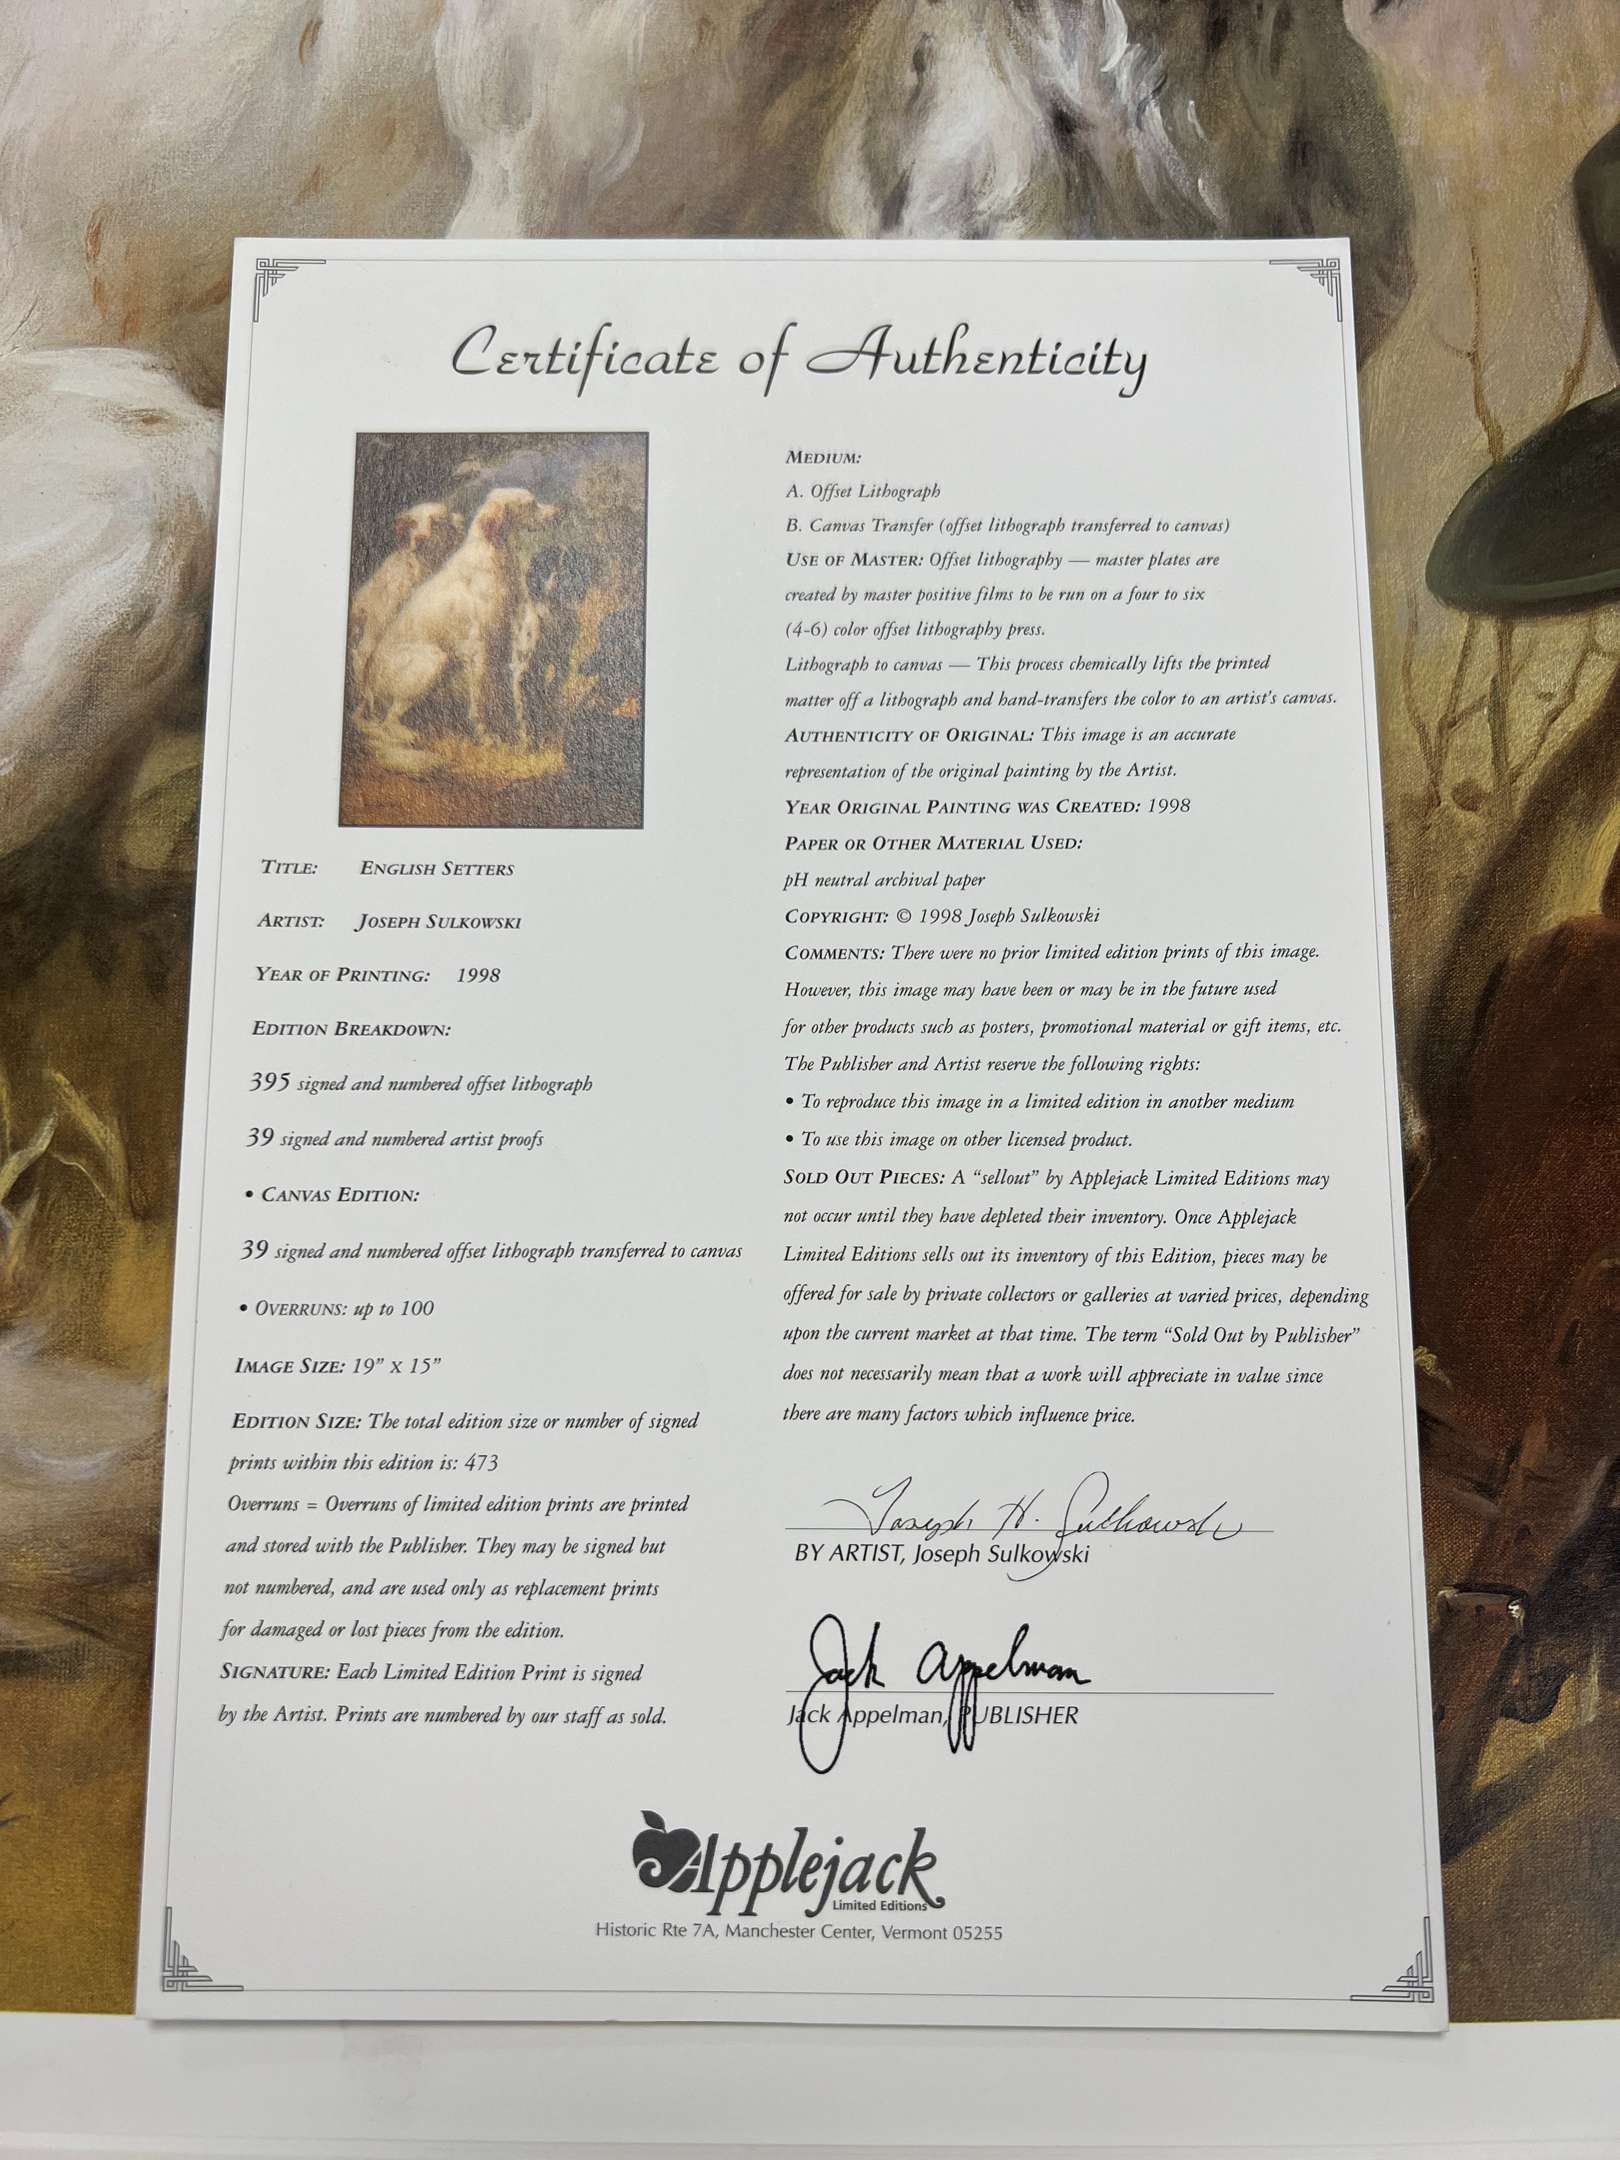 Certificate of Authenticity
TITLE: ENGLISH SETTERS
ARTIST: JOSEPH SULKOWSKI
YEAR OF PRINTING: 1998
EDITION BREAKDOWN:
395 signed and numbered offset lithograph
39 signed and numbered artist proofs
• CANVAS EDITION:
39 signed and numbered offset lithograph transferred to canvas
• OVERRUNS: up to 100
IMAGE SIZE: 19” X 15”
EDITION SIZE: The total edition size or number of signed
prints within this edition is: 473
Overruns = Overruns of limited edition prints are printed
and stored with the Publisher. They may be signed but
not numbered, and are used only as replacement prints
for damaged or lost pieces from the edition.
SIGNATURE: Each Limited Edition Print is signed
by the Artist. Prints are numbered by our staff as sold.
MEDIUM:
A. Offset Lithograph
B. Canvas Transfer (offset lithograph transferred to canvas)
USE OF MASTER: Offset lithography — master plates are
created by master positive films to be run on a four to six
(4-6) color offset lithography press.
Lithograph to canvas — This process chemically lifts the printed
matter off a lithograph and hand-transfers the color to an artist's canvas.
AUTHENTICITY OF ORIGINAL: This image is an accurate
representation of the original painting by the Artist.
YEAR ORIGINAL PAINTING WAS CREATED: 1998
PAPER OR OTHER MATERIAL USED:
pH neutral archival paper
COPYRIGHT: © 1998 Joseph Sulkowski
COMMENTS: There were no prior limited edition prints of this image.
However, this image may have been or may be in the future used
for other products such as posters, promotional material or gift items, etc.
The Publisher and Artist reserve the following rights:
• To reproduce this image in a limited edition in another medium
• To use this image on other licensed product.
SOLD OUT PIECES: A “sellout” by Applejack Limited Editions may
not occur until they have depleted their inventory. Once Applejack
Limited Editions sells out its inventory of this Edition, pieces may be
offered for sale by private collectors or galleries at varied prices, depending
upon the current market at that time. The term “Sold Out by Publisher”
does not necessarily mean that a work will appreciate in value since
there are many factors which influence price.
Joseph H. Sulkowski
BY ARTIST, Joseph Sulkowski
Jack Appelman
Jack Appelman, PUBLISHER
Applejack
Limited Editions
Historic Rte 7A, Manchester Center, Vermont 05255